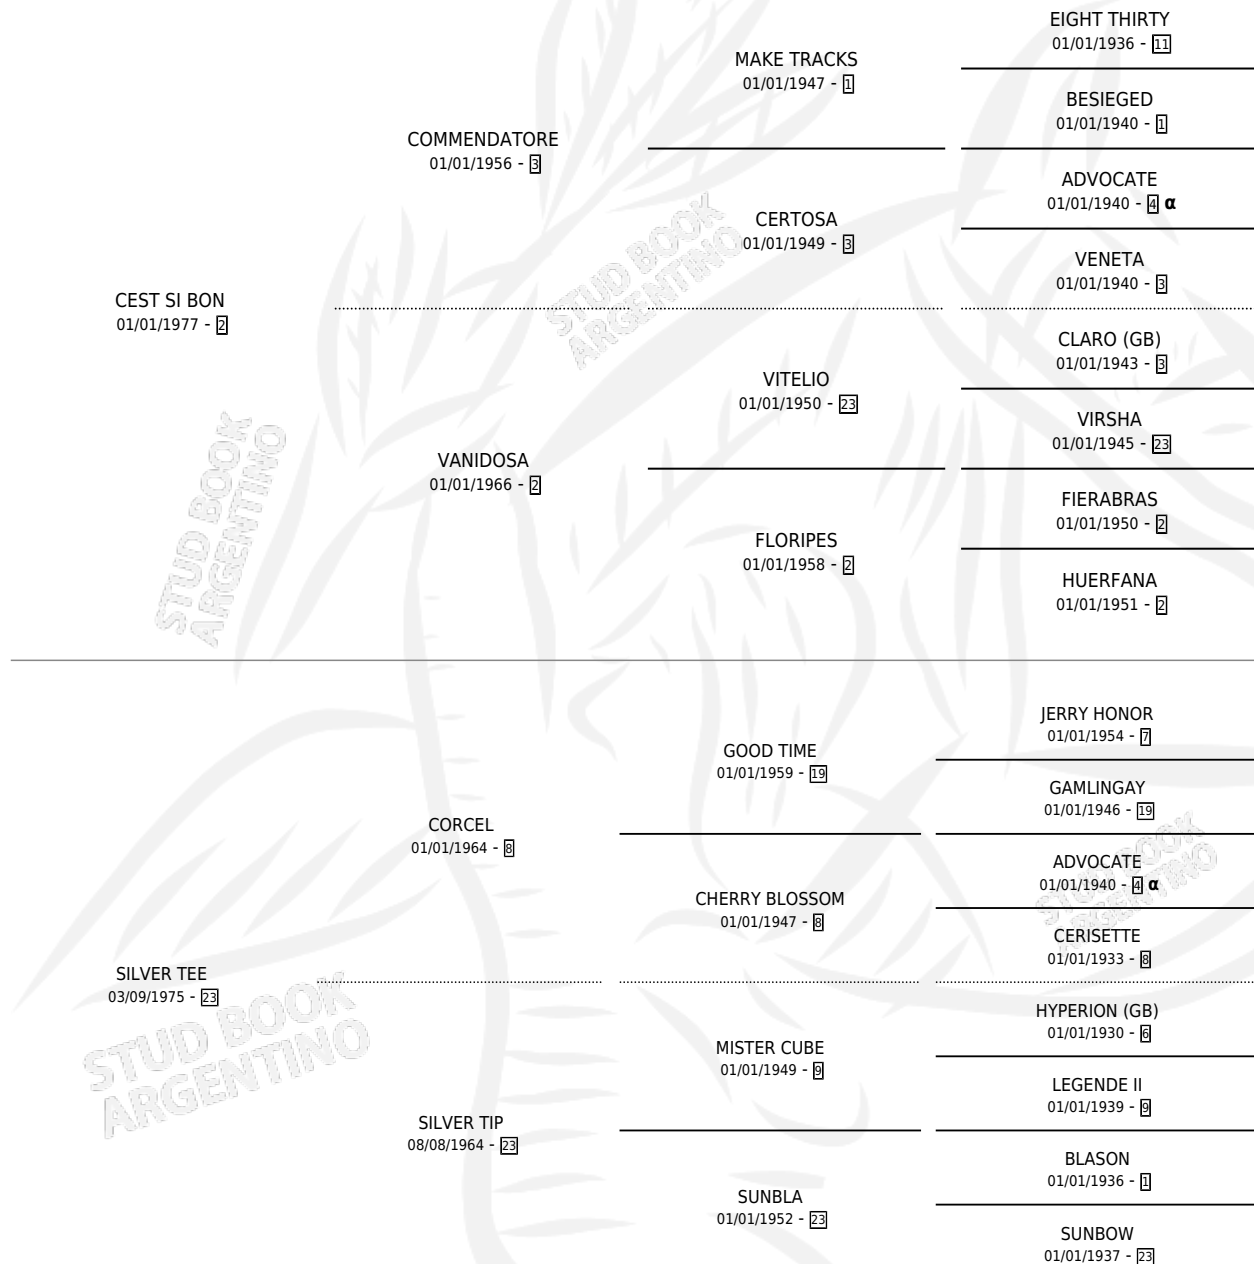 EIGHT THIRTY
01/01/1936 - 11
MAKE TRACKS
01/01/1947 - 1
BESIEGED
01/01/1940 - 1
COMMENDATORE
01/01/1956 - 3
ADVOCATE
01/01/1940 - 4 α
CERTOSA
01/01/1949 - 3
VENETA
01/01/1940 - 3
CEST SI BON
01/01/1977 - 2
CLARO (GB)
01/01/1943 - 3
VITELIO
01/01/1950 - 23
VIRSHA
01/01/1945 - 23
VANIDOSA
01/01/1966 - 2
FIERABRAS
01/01/1950 - 2
FLORIPES
01/01/1958 - 2
HUERFANA
01/01/1951 - 2
STUD BOOK
ARGENTINO
STUD BOOK
ARGENTINO
JERRY HONOR
01/01/1954 - 7
GOOD TIME
01/01/1959 - 19
GAMLINGAY
01/01/1946 - 19
CORCEL
01/01/1964 - 8
ADVOCATE
01/01/1940 - 4 α
CHERRY BLOSSOM
01/01/1947 - 8
CERISETTE
01/01/1933 - 8
SILVER TEE
03/09/1975 - 23
HYPERION (GB)
01/01/1930 - 6
MISTER CUBE
01/01/1949 - 9
LEGENDE II
01/01/1939 - 9
SILVER TIP
08/08/1964 - 23
BLASON
01/01/1936 - 1
SUNBLA
01/01/1952 - 23
SUNBOW
01/01/1937 - 23
STUD BOOK
ARGENTINO
STUD BOOK
ARGENTINO